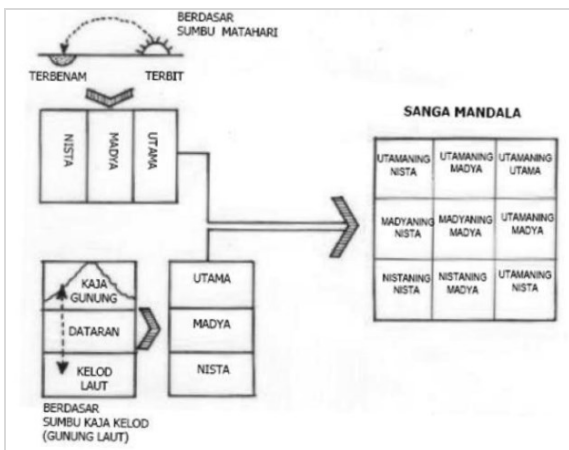 BERDASAR
SUMBU MATAHARI
TERBENAM
TERBIT
NISTA
MADYA
UTAMA
SANGA MANDALA
UTAMANING
NISTA
UTAMANING
MADYA
UTAMANING
UTAMA
MADYANING
NISTA
MADYANING
MADYA
UTAMANING
MADYA
NISTANING
NISTA
NISTANING
MADYA
UTAMANING
NISTA
KAJA
GUNUNG
DATARAN
KELOD
LAUT
UTAMA
MADYA
NISTA
BERDASAR
SUMBU KAJA KELOD
(GUNUNG LAUT)